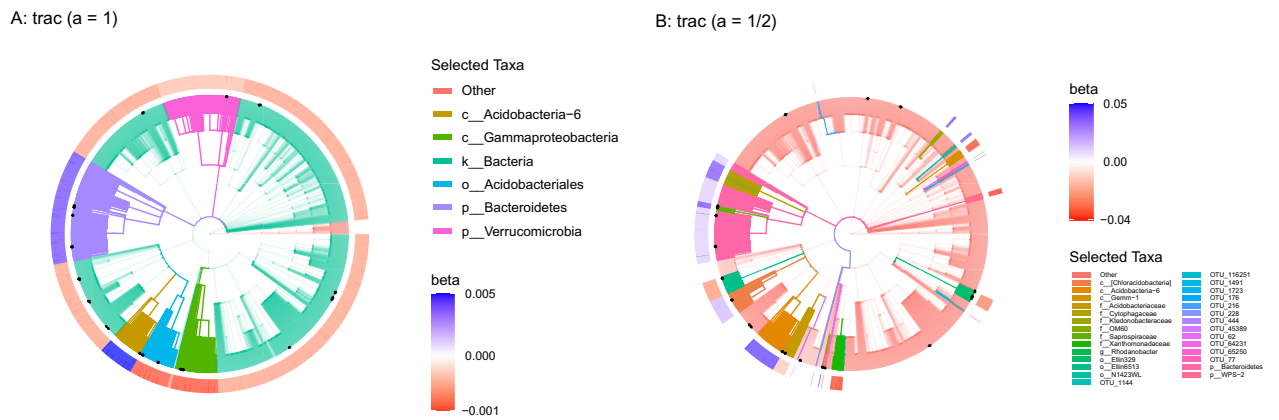 A: trac (a = 1)
B: trac (a = 1/2)
Selected Taxa
Other
c__Acidobacteria−6
c__Gammaproteobacteria
k__Bacteria
o__Acidobacteriales
p__Bacteroidetes
p__Verrucomicrobia
beta
0.005
0.000
−0.001
beta
0.05
0.00
−0.04
Selected Taxa
Other
c__[Chloracidobacteria]
c__Acidobacteria−6
c__Gemm−1
f__Acidobacteriaceae
f__Cytophagaceae
f__Ktedonobacteraceae
f__OM60
f__Saprospiraceae
f__Xanthomonadaceae
g__Rhodanobacter
o__Ellin329
o__Ellin6513
o__N1423WL
OTU_1144
OTU_116251
OTU_1491
OTU_1723
OTU_176
OTU_216
OTU_228
OTU_444
OTU_45389
OTU_62
OTU_64231
OTU_65250
OTU_77
p__Bacteroidetes
p__WPS−2